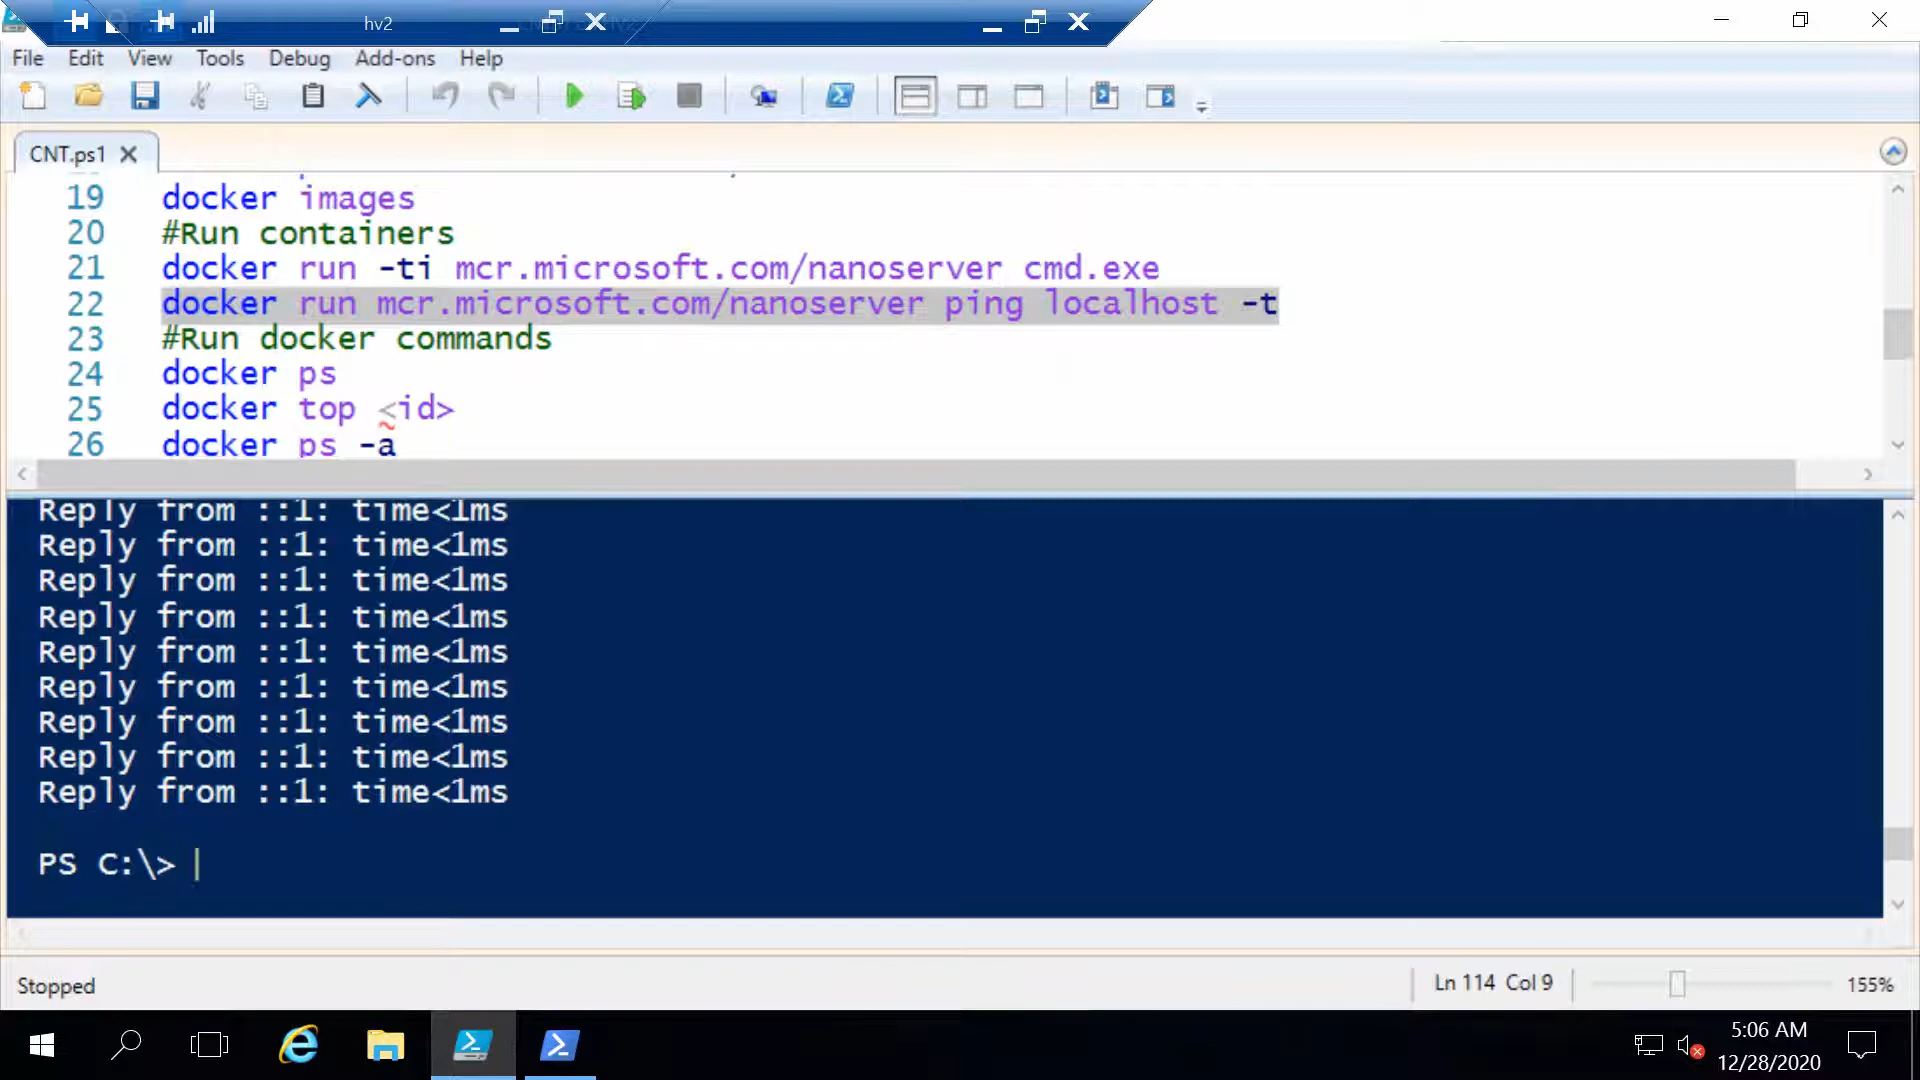 hv2
File Edit View Tools Debug Add-ons Help
CNT.ps1
19 docker images
20 #Run containers
21 docker run -ti mcr.microsoft.com/nanoserver cmd.exe
22 docker run mcr.microsoft.com/nanoserver ping localhost -t
23 #Run docker commands
24 docker ps
25 docker top <id>
26 docker ps -a
Reply from ::1: time<1ms
Reply from ::1: time<1ms
Reply from ::1: time<1ms
Reply from ::1: time<1ms
Reply from ::1: time<1ms
Reply from ::1: time<1ms
Reply from ::1: time<1ms
Reply from ::1: time<1ms
Reply from ::1: time<1ms
PS C:\>
Stopped
Ln 114 Col 9
155%
5:06 AM
12/28/2020